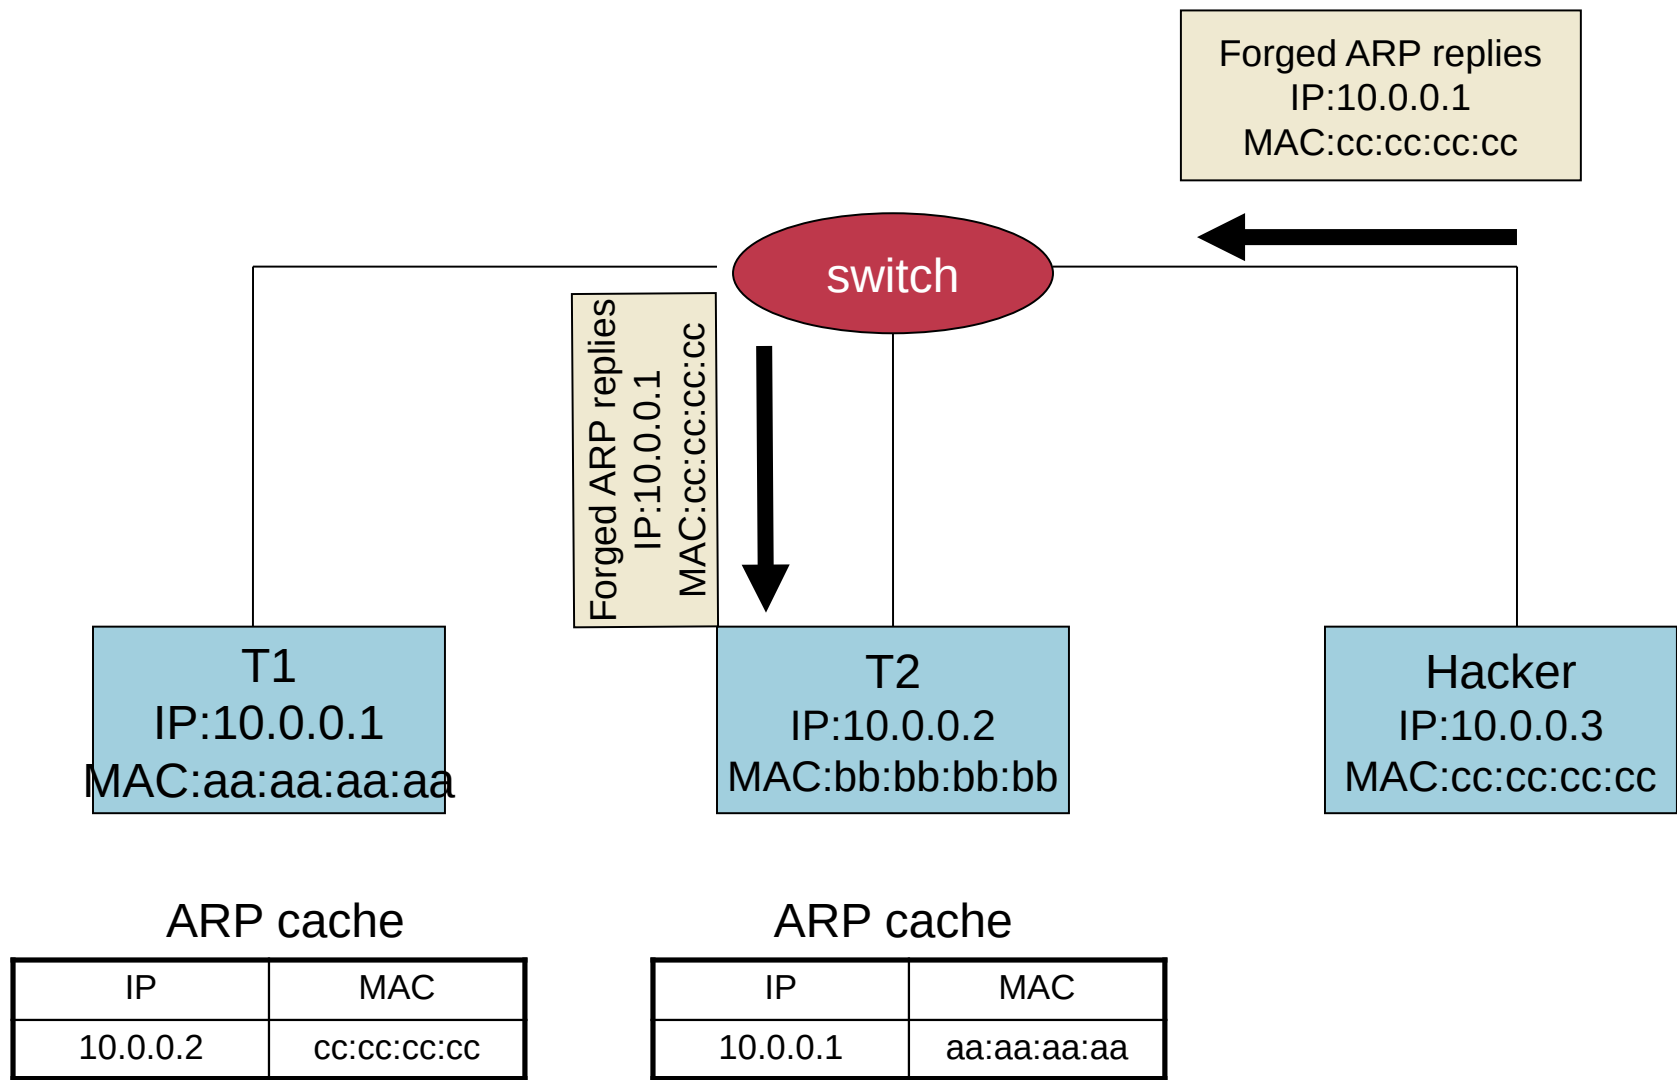 Forged ARP replies
IP:10.0.0.1
MAC:cc:cc:cc:cc
switch
Forged ARP replies
IP:10.0.0.1
MAC:cc:cc:cc:cc
T1
IP:10.0.0.1
MAC:aa:aa:aa:aa
T2
IP:10.0.0.2
MAC:bb:bb:bb:bb
Hacker
IP:10.0.0.3
MAC:cc:cc:cc:cc
ARP cache
IP MAC
10.0.0.2 cc:cc:cc:cc
ARP cache
IP MAC
10.0.0.1 aa:aa:aa:aa